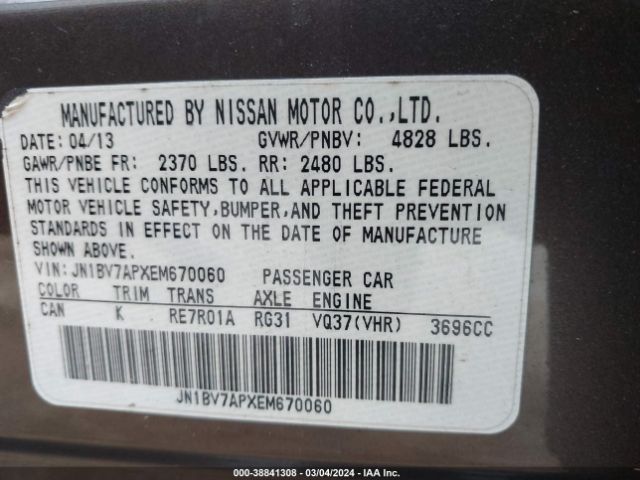 MANUFACTURED BY NISSAN MOTOR CO.,LTD.
DATE: 04/13 GVWR/PNBV: 4828 LBS.
GAWR/PNBE FR: 2370 LBS. RR: 2480 LBS.
THIS VEHICLE CONFORMS TO ALL APPLICABLE FEDERAL
MOTOR VEHICLE SAFETY,BUMPER,AND THEFT PREVENTION
STANDARDS IN EFFECT ON THE DATE OF MANUFACTURE
SHOWN ABOVE.
VIN: JN1BV7APXEM670060 PASSENGER CAR
COLOR TRIM TRANS AXLE ENGINE
CAN K RE7R01A RG31 VQ37(VHR) 3696CC
JN1BV7APXEM670060
000-38841308 - 03/04/2024 - IAA Inc.